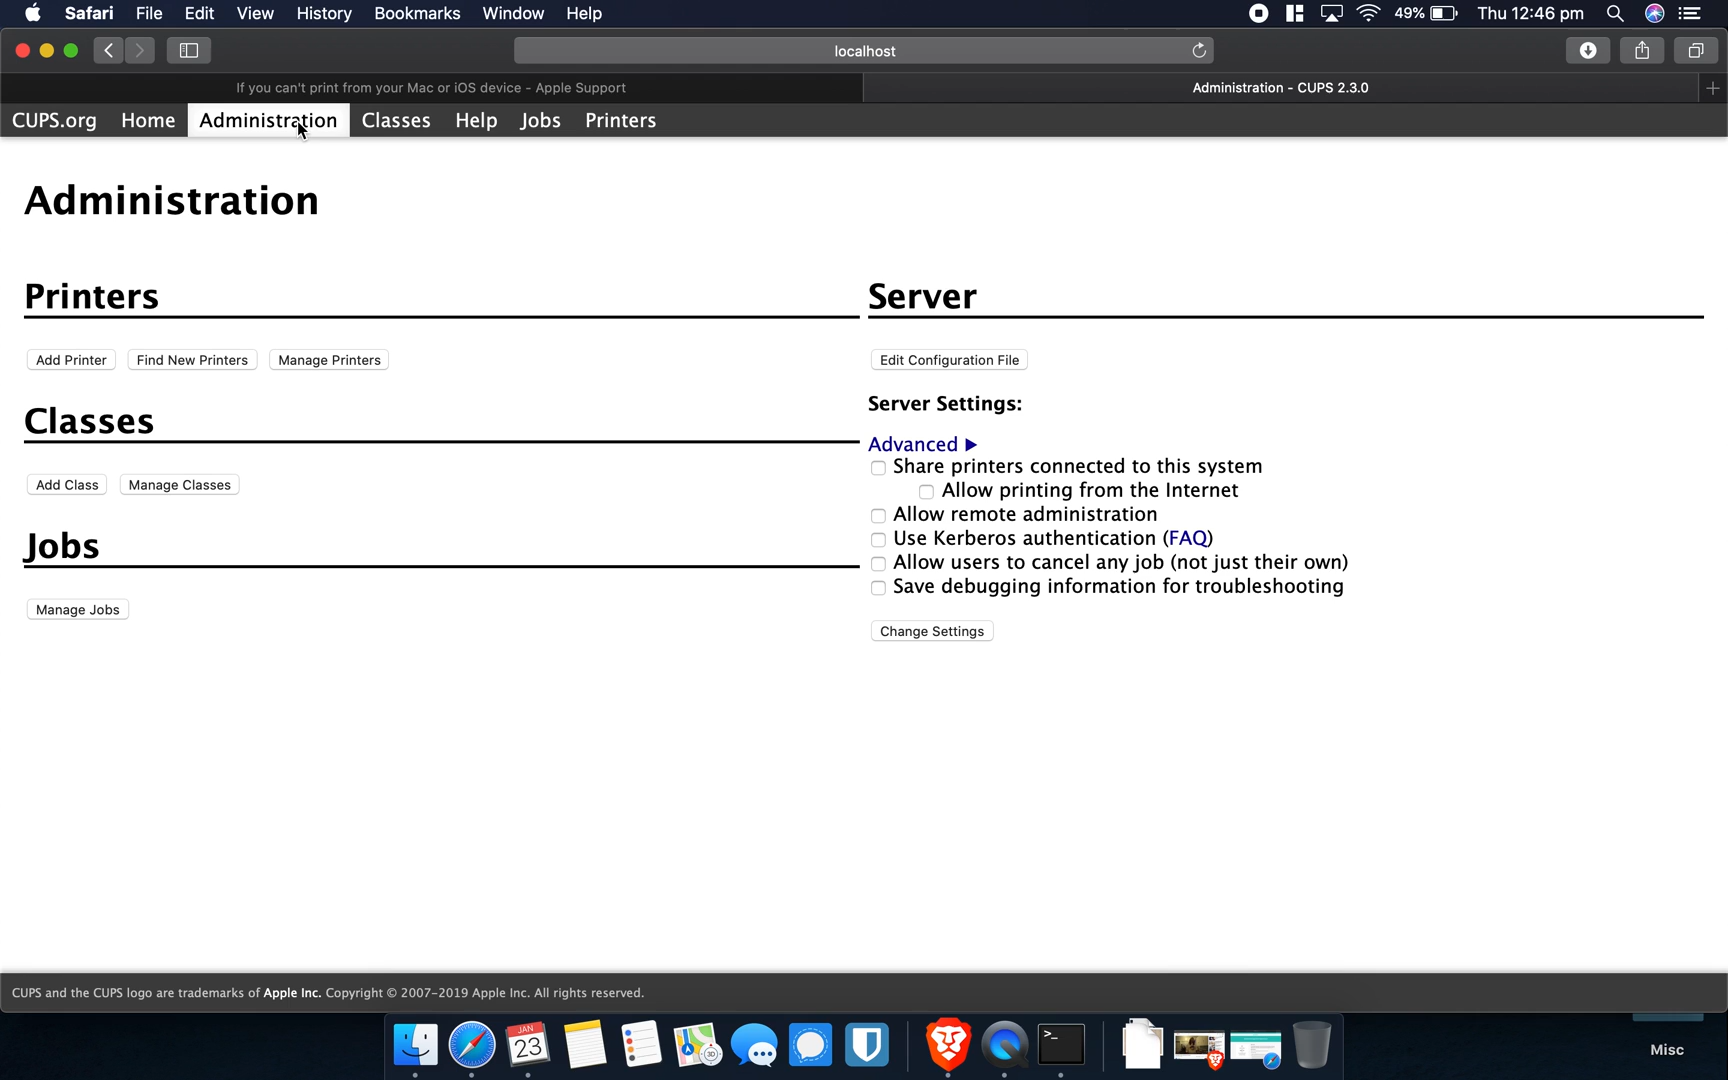 Safari File Edit View History Bookmarks Window Help 49% Thu 12:46 pm
localhost
If you can't print from your Mac or iOS device - Apple Support Administration - CUPS 2.3.0
CUPS.org Home Administration Classes Help Jobs Printers
Administration
Printers
Add Printer Find New Printers Manage Printers
Classes
Add Class Manage Classes
Jobs
Manage Jobs
Server
Edit Configuration File
Server Settings:
Advanced ▶
Share printers connected to this system
Allow printing from the Internet
Allow remote administration
Use Kerberos authentication (FAQ)
Allow users to cancel any job (not just their own)
Save debugging information for troubleshooting
Change Settings
CUPS and the CUPS logo are trademarks of Apple Inc. Copyright © 2007-2019 Apple Inc. All rights reserved.
JAN
23
3D
>_
Misc